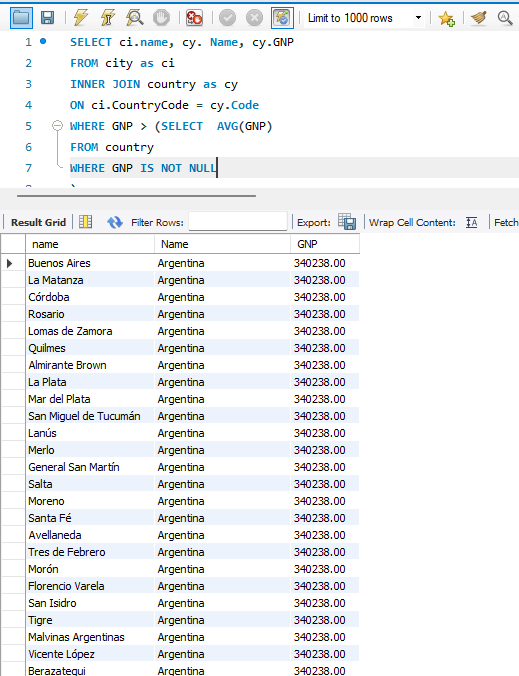 Limit to 1000 rows
1 SELECT ci.name, cy. Name, cy.GNP
2 FROM city as ci
3 INNER JOIN country as cy
4 ON ci.CountryCode = cy.Code
5 WHERE GNP > (SELECT  AVG(GNP)
6 FROM country
7 WHERE GNP IS NOT NULL
Result Grid Filter Rows: Export: Wrap Cell Content: Fetch
name Name GNP
Buenos Aires Argentina 340238.00
La Matanza Argentina 340238.00
Córdoba Argentina 340238.00
Rosario Argentina 340238.00
Lomas de Zamora Argentina 340238.00
Quilmes Argentina 340238.00
Almirante Brown Argentina 340238.00
La Plata Argentina 340238.00
Mar del Plata Argentina 340238.00
San Miguel de Tucumán Argentina 340238.00
Lanús Argentina 340238.00
Merlo Argentina 340238.00
General San Martín Argentina 340238.00
Salta Argentina 340238.00
Moreno Argentina 340238.00
Santa Fé Argentina 340238.00
Avellaneda Argentina 340238.00
Tres de Febrero Argentina 340238.00
Morón Argentina 340238.00
Florencio Varela Argentina 340238.00
San Isidro Argentina 340238.00
Tigre Argentina 340238.00
Malvinas Argentinas Argentina 340238.00
Vicente López Argentina 340238.00
Berazategui Argentina 340238.00